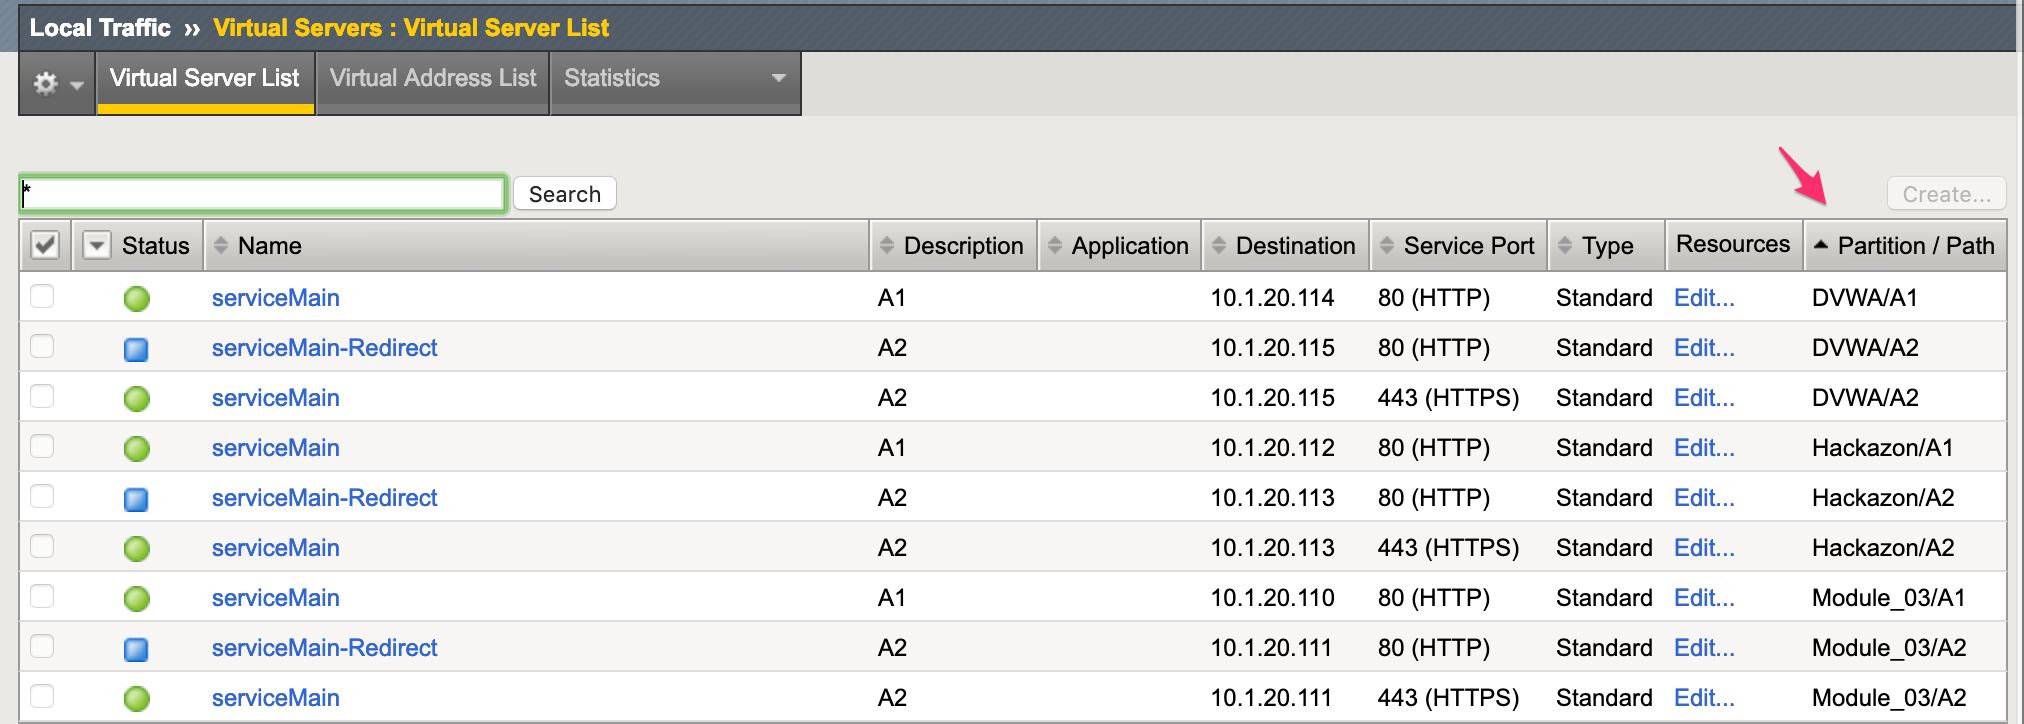 Local Traffic » Virtual Servers : Virtual Server List
Virtual Server List Virtual Address List Statistics
* Search Create...
Status Name Description Application Destination Service Port Type Resources Partition / Path
serviceMain A1 10.1.20.114 80 (HTTP) Standard Edit... DVWA/A1
serviceMain-Redirect A2 10.1.20.115 80 (HTTP) Standard Edit... DVWA/A2
serviceMain A2 10.1.20.115 443 (HTTPS) Standard Edit... DVWA/A2
serviceMain A1 10.1.20.112 80 (HTTP) Standard Edit... Hackazon/A1
serviceMain-Redirect A2 10.1.20.113 80 (HTTP) Standard Edit... Hackazon/A2
serviceMain A2 10.1.20.113 443 (HTTPS) Standard Edit... Hackazon/A2
serviceMain A1 10.1.20.110 80 (HTTP) Standard Edit... Module_03/A1
serviceMain-Redirect A2 10.1.20.111 80 (HTTP) Standard Edit... Module_03/A2
serviceMain A2 10.1.20.111 443 (HTTPS) Standard Edit... Module_03/A2